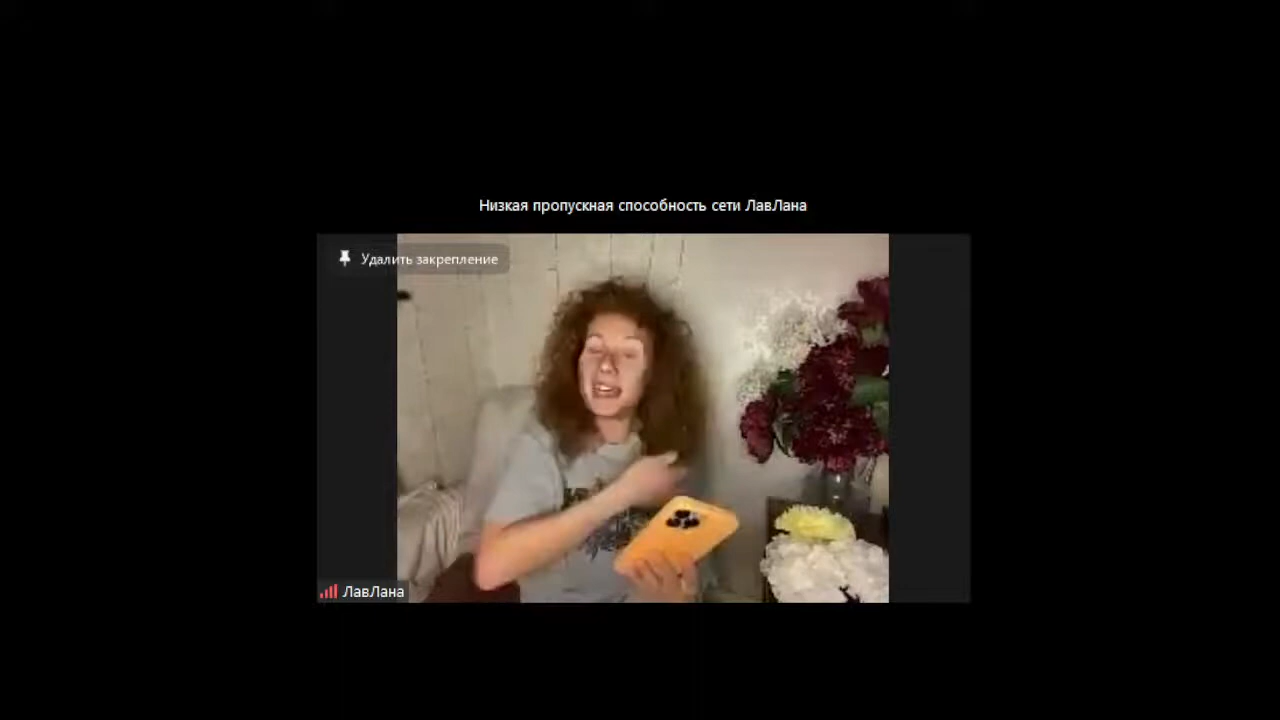 Низкая пропускная способность сети ЛавЛана
Удалить закрепление
ЛавЛана